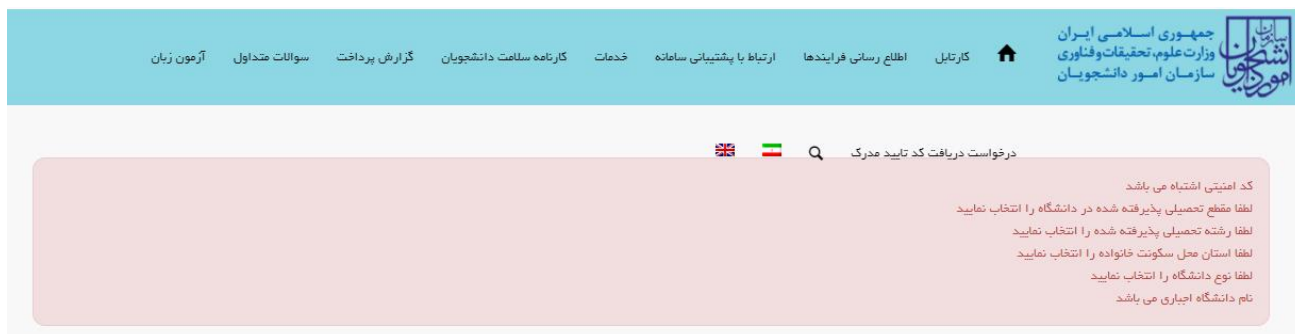 جمهوری اسلامی ایران
وزارت علوم، تحقیقات و فناوری
سازمان امور دانشجویان
سازمان امور دانشجویان
کارتابل اطلاع رسانی فرایندها ارتباط با پشتیبانی سامانه خدمات کارنامه سلامت دانشجویان گزارش پرداخت سوالات متداول آزمون زبان
درخواست دریافت کد تایید مدرک
کد امنیتی اشتباه می باشد
لطفا مقطع تحصیلی پذیرفته شده در دانشگاه را انتخاب نمایید
لطفا رشته تحصیلی پذیرفته شده را انتخاب نمایید
لطفا استان محل سکونت خانواده را انتخاب نمایید
لطفا نوع دانشگاه را انتخاب نمایید
نام دانشگاه اجباری می باشد